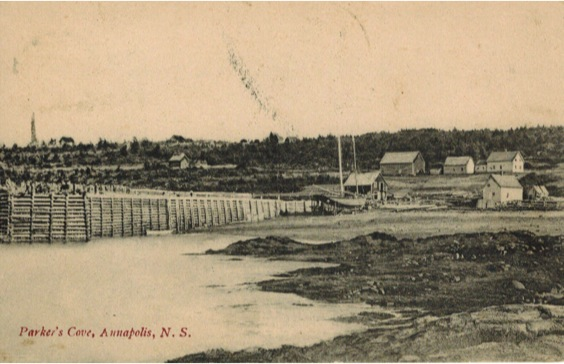 Parker's Cove, Annapolis, N. S.